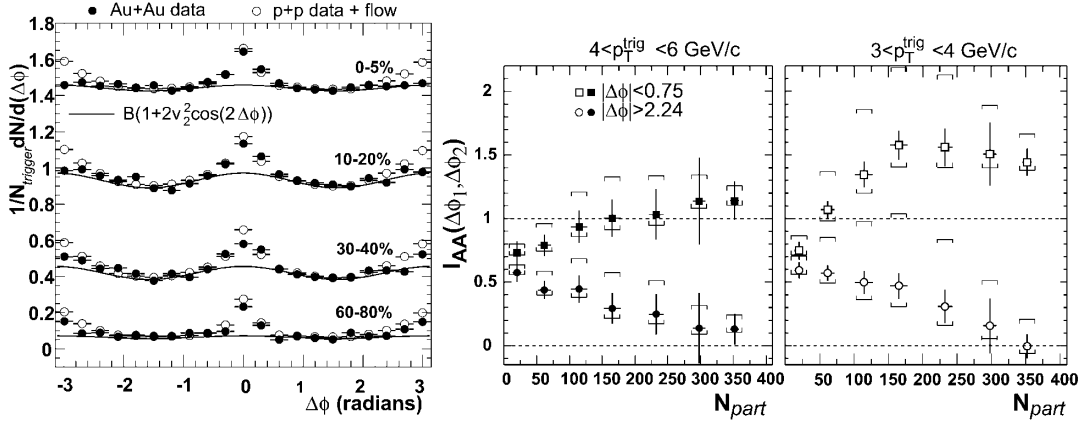 Au+Au data
p+p data + flow
1/N_trigger dN/d(Δϕ)
1.8
1.6
1.4
1.2
1
0.8
0.6
0.4
0.2
0
0-5%
B(1+2v₂²cos(2Δϕ))
10-20%
30-40%
60-80%
-3 -2 -1 0 1 2 3
Δϕ (radians)
4<p_T^trig <6 GeV/c
3<p_T^trig <4 GeV/c
I_AA(Δϕ₁,Δϕ₂)
2
1.5
1
0.5
0
|Δϕ|<0.75
|Δϕ|>2.24
0 50 100 150 200 250 300 350 400
N_part
50 100 150 200 250 300 350 400
N_part